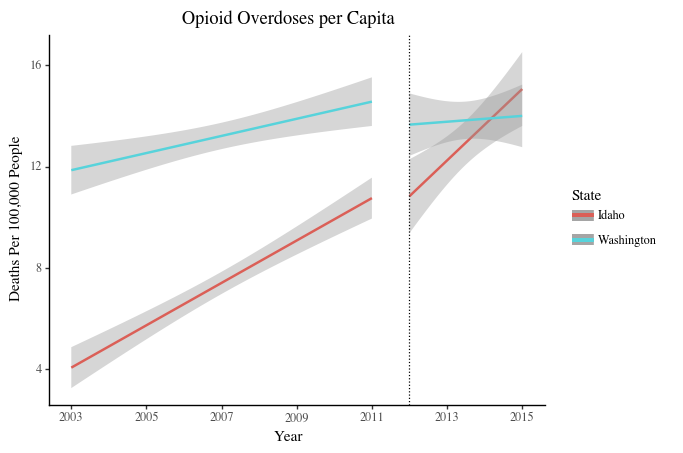 Opioid Overdoses per Capita
Deaths Per 100,000 People
16
12
8
4
2003 2005 2007 2009 2011 2013 2015
Year
State
Idaho
Washington